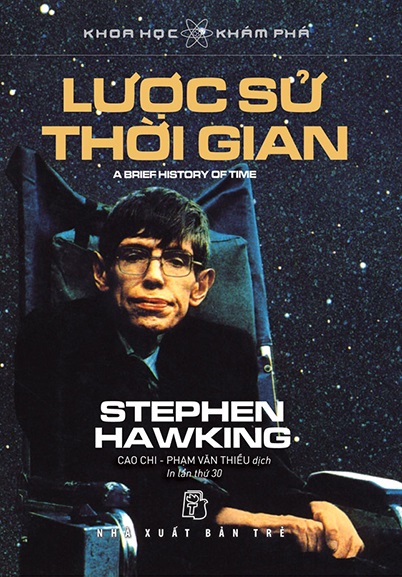 KHOA HỌC KHÁM PHÁ
LƯỢC SỬ
THỜI GIAN
A BRIEF HISTORY OF TIME
STEPHEN
HAWKING
CAO CHI - PHẠM VĂN THIỀU dịch
In lần thứ 30
NHÀ XUẤT BẢN TRẺ